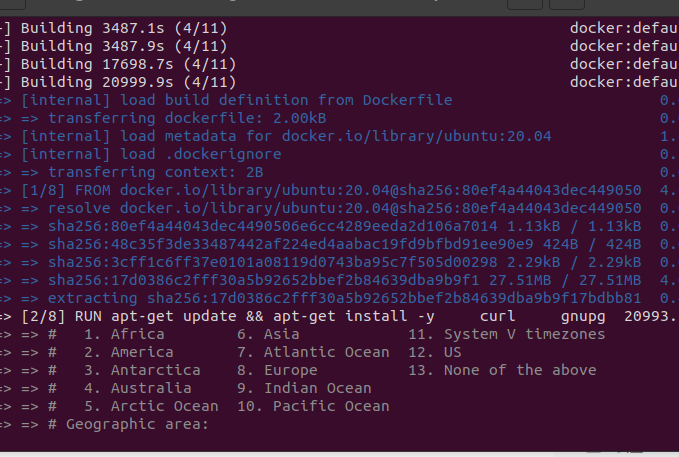 -] Building 3487.1s (4/11) docker:defau
-] Building 3487.9s (4/11) docker:defau
-] Building 17698.7s (4/11) docker:defau
-] Building 20999.9s (4/11) docker:defau
=> [internal] load build definition from Dockerfile 0.
=> => transferring dockerfile: 2.00kB 0.
=> [internal] load metadata for docker.io/library/ubuntu:20.04 1.
=> [internal] load .dockerignore 0.
=> => transferring context: 2B 0.
=> [1/8] FROM docker.io/library/ubuntu:20.04@sha256:80ef4a44043dec449050 4.
=> => resolve docker.io/library/ubuntu:20.04@sha256:80ef4a44043dec449050 0.
=> => sha256:80ef4a44043dec4490506e6cc4289eeda2d106a7014 1.13kB / 1.13kB 0.
=> => sha256:48c35f3de33487442af224ed4aabac19fd9bfbd91ee90e9 424B / 424B 0.
=> => sha256:3cff1c6ff37e0101a08119d0743ba95c7f505d00298 2.29kB / 2.29kB 0.
=> => sha256:17d0386c2fff30a5b92652bbef2b84639dba9b9f1 27.51MB / 27.51MB 4.
=> => extracting sha256:17d0386c2fff30a5b92652bbef2b84639dba9b9f17bdbb81 0.
=> [2/8] RUN apt-get update && apt-get install -y curl gnupg 20993.
=> => # 1. Africa 6. Asia 11. System V timezones
=> => # 2. America 7. Atlantic Ocean 12. US
=> => # 3. Antarctica 8. Europe 13. None of the above
=> => # 4. Australia 9. Indian Ocean
=> => # 5. Arctic Ocean 10. Pacific Ocean
=> => # Geographic area: